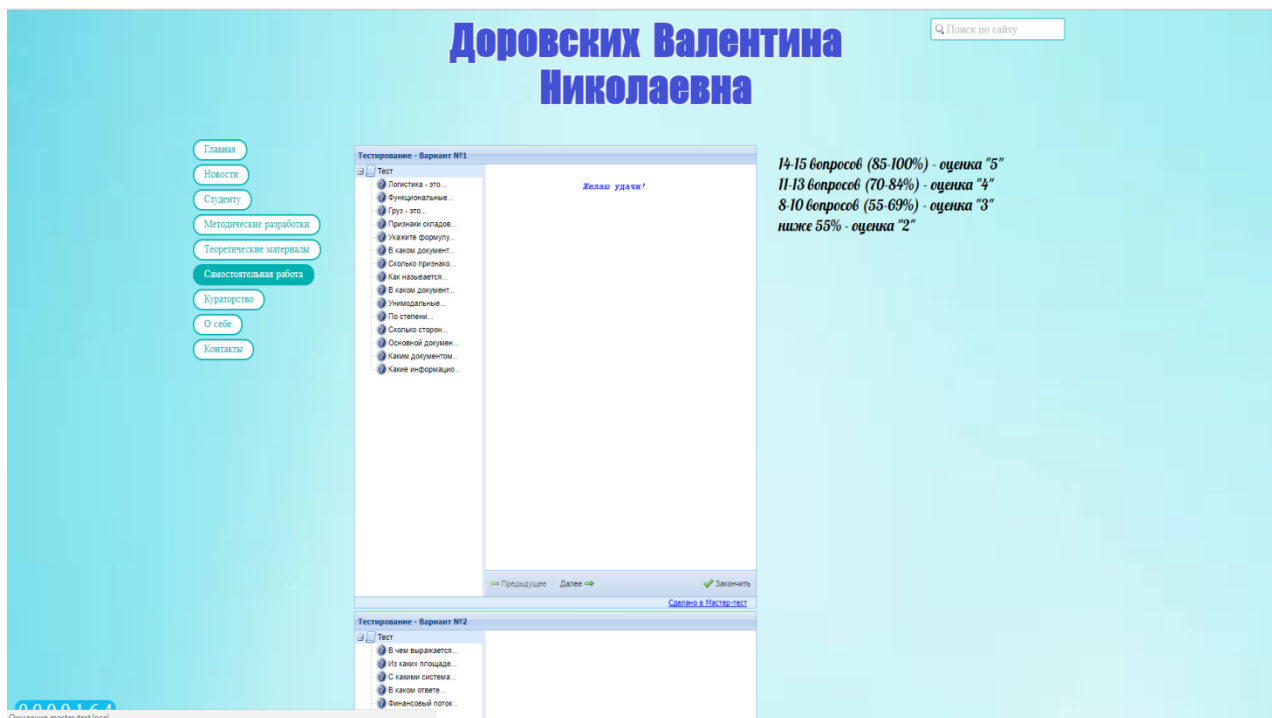 Доровских Валентина
Николаевна
Поиск по сайту
Главная
Новости
Студенту
Методические разработки
Теоретические материалы
Самостоятельная работа
Кураторство
О себе
Контакты
Тестирование - Вариант №1
Тест
Логистика - это...
Функциональные...
Груз - это...
Признаки складов...
Укажите формулу...
В каком документ...
Сколько признако...
Как называется...
В каком документ...
Унимодальные...
По степени...
Сколько сторон...
Основной докумен...
Каким документом...
Какие информацио...
Желаю удачи!
Предыдущее Далее Закончить
Сделано в Мастер-тест
14-15 вопросов (85-100%) - оценка "5"
11-13 вопросов (70-84%) - оценка "4"
8-10 вопросов (55-69%) - оценка "3"
ниже 55% - оценка "2"
Тестирование - Вариант №2
Тест
В чем выражается...
Из каких площаде...
С какими система...
В каком ответе...
Финансовый поток...
0000164
Ожидание master-test.local